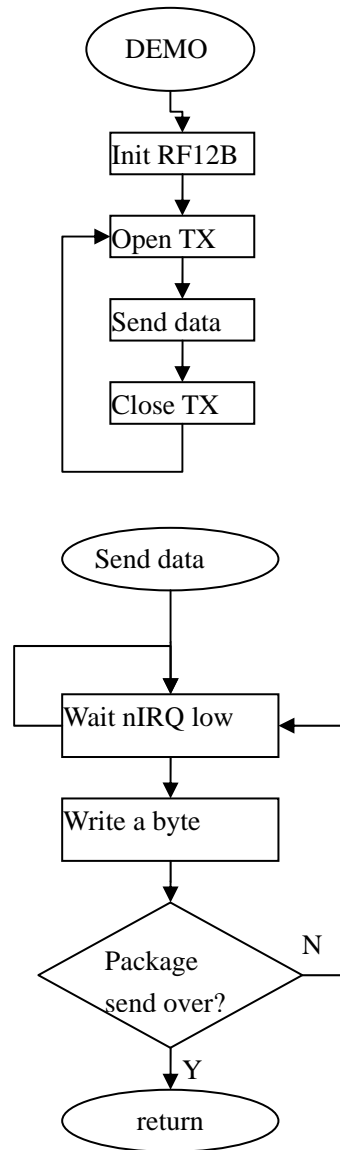 DEMO
Init RF12B
Open TX
Send data
Close TX
Send data
Wait nIRQ low
Write a byte
Package
send over?
N
Y
return